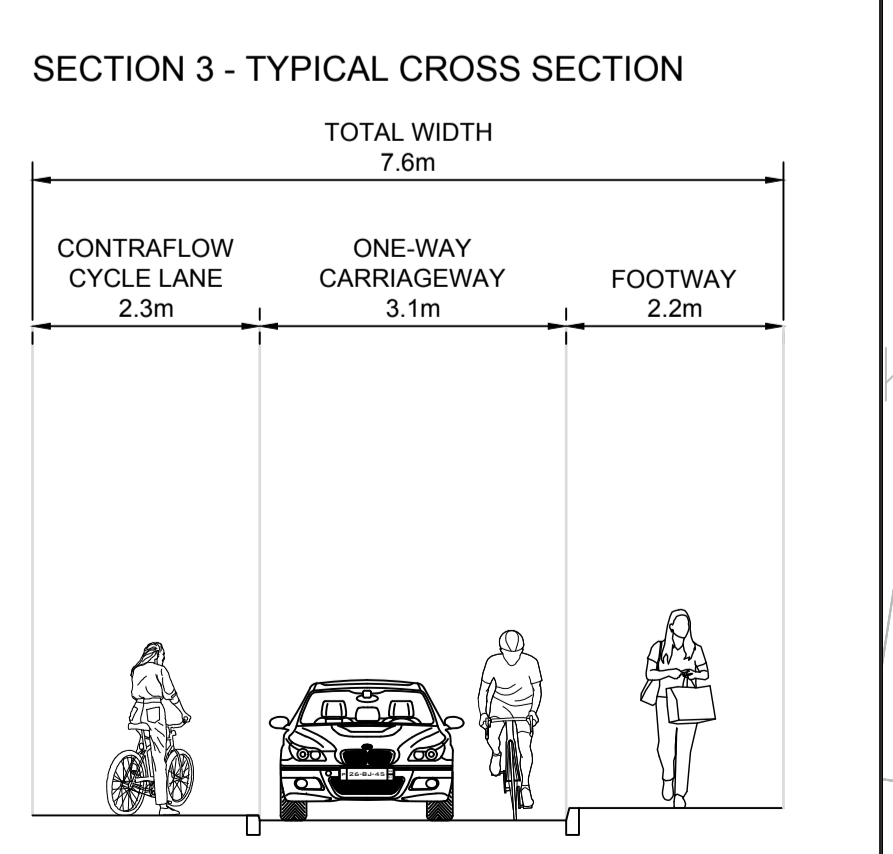 SECTION 3 - TYPICAL CROSS SECTION
TOTAL WIDTH
7.6m
CONTRAFLOW
CYCLE LANE
2.3m
ONE-WAY
CARRIAGEWAY
3.1m
FOOTWAY
2.2m
26-BJ-45